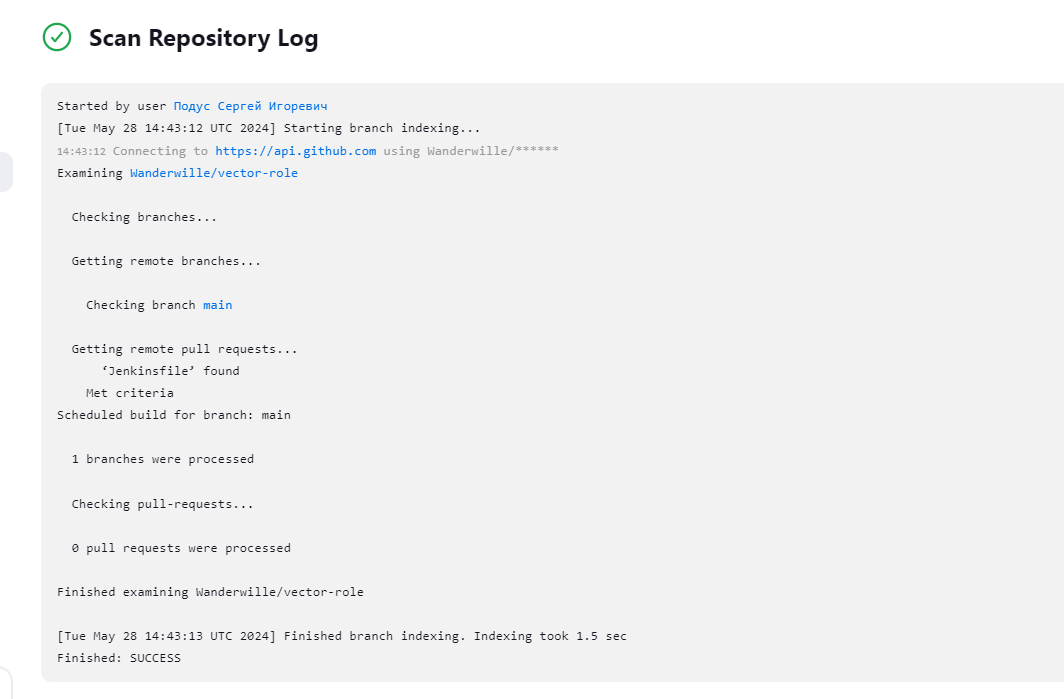 Scan Repository Log
Started by user Подус Сергей Игоревич
[Tue May 28 14:43:12 UTC 2024] Starting branch indexing...
14:43:12 Connecting to https://api.github.com using Wanderwille/******
Examining Wanderwille/vector-role
Checking branches...
Getting remote branches...
Checking branch main
Getting remote pull requests...
‘Jenkinsfile’ found
Met criteria
Scheduled build for branch: main
1 branches were processed
Checking pull-requests...
0 pull requests were processed
Finished examining Wanderwille/vector-role
[Tue May 28 14:43:13 UTC 2024] Finished branch indexing. Indexing took 1.5 sec
Finished: SUCCESS